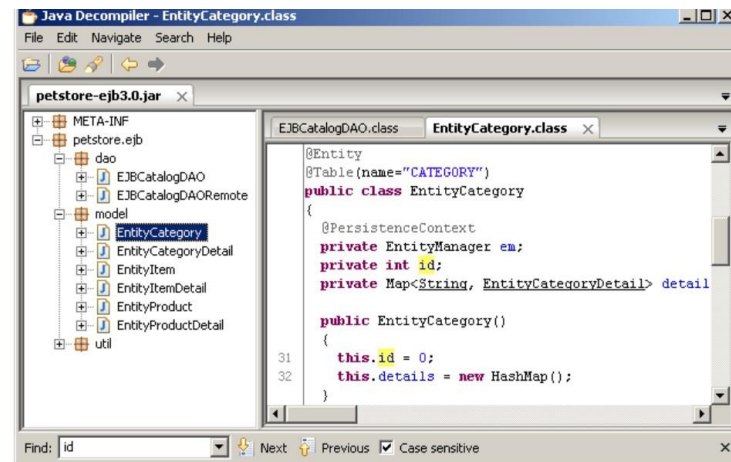 Java Decompiler - EntityCategory.class
File Edit Navigate Search Help
petstore-ejb3.0.jar
META-INF
petstore.ejb
dao
EJBCatalogDAO
EJBCatalogDAORemote
model
EntityCategory
EntityCategoryDetail
EntityItem
EntityItemDetail
EntityProduct
EntityProductDetail
util
EJBCatalogDAO.class EntityCategory.class
@Entity
@Table(name="CATEGORY")
public class EntityCategory
{
@PersistenceContext
private EntityManager em;
private int id;
private Map<String, EntityCategoryDetail> detail
public EntityCategory()
{
31 this.id = 0;
32 this.details = new HashMap();
}
Find: id Next Previous Case sensitive